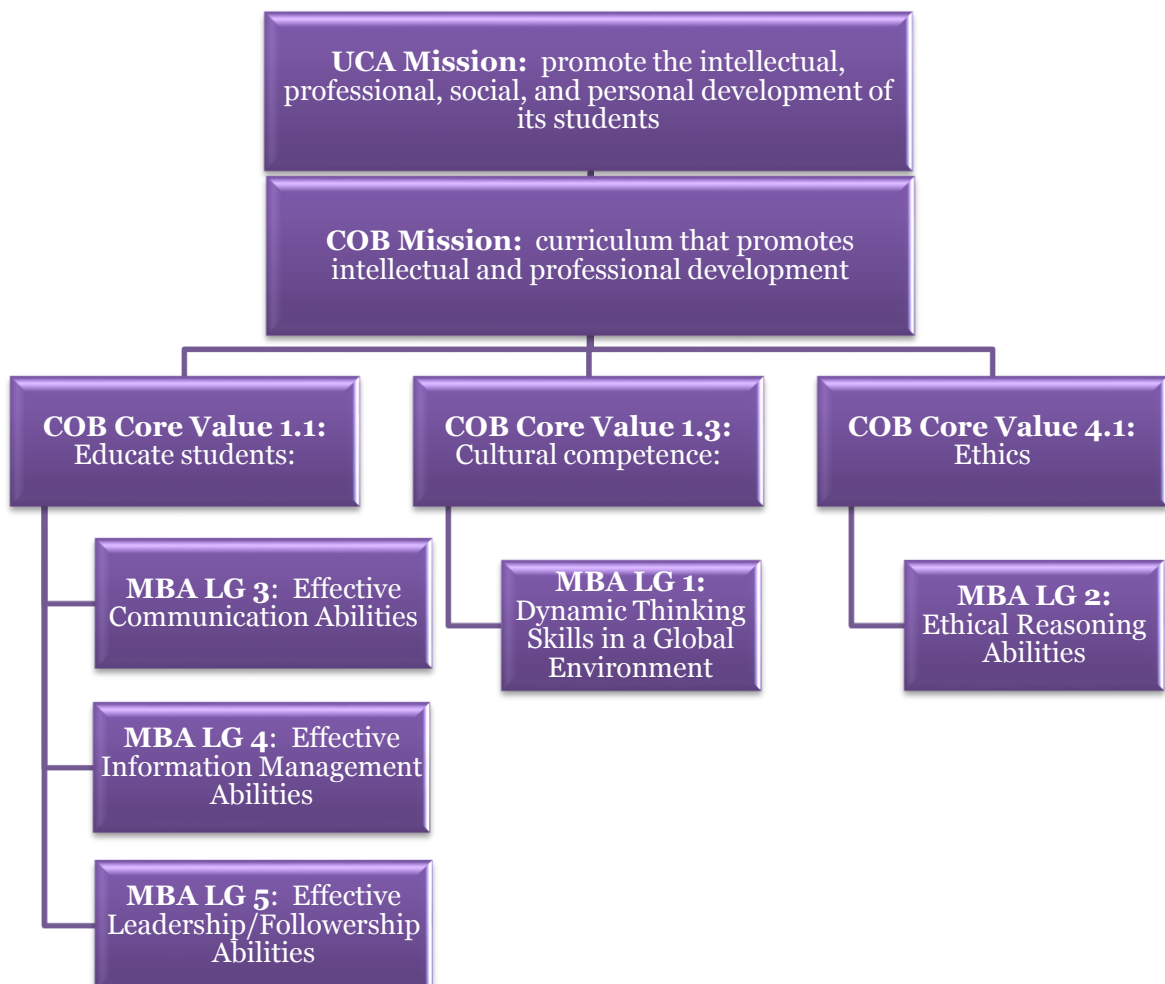 UCA Mission: promote the intellectual,
professional, social, and personal development of
its students
COB Mission: curriculum that promotes
intellectual and professional development
COB Core Value 1.1:
Educate students:
MBA LG 3: Effective
Communication Abilities
MBA LG 4: Effective
Information Management
Abilities
MBA LG 5: Effective
Leadership/Followership
Abilities
COB Core Value 1.3:
Cultural competence:
MBA LG 1:
Dynamic Thinking
Skills in a Global
Environment
COB Core Value 4.1:
Ethics
MBA LG 2:
Ethical Reasoning
Abilities